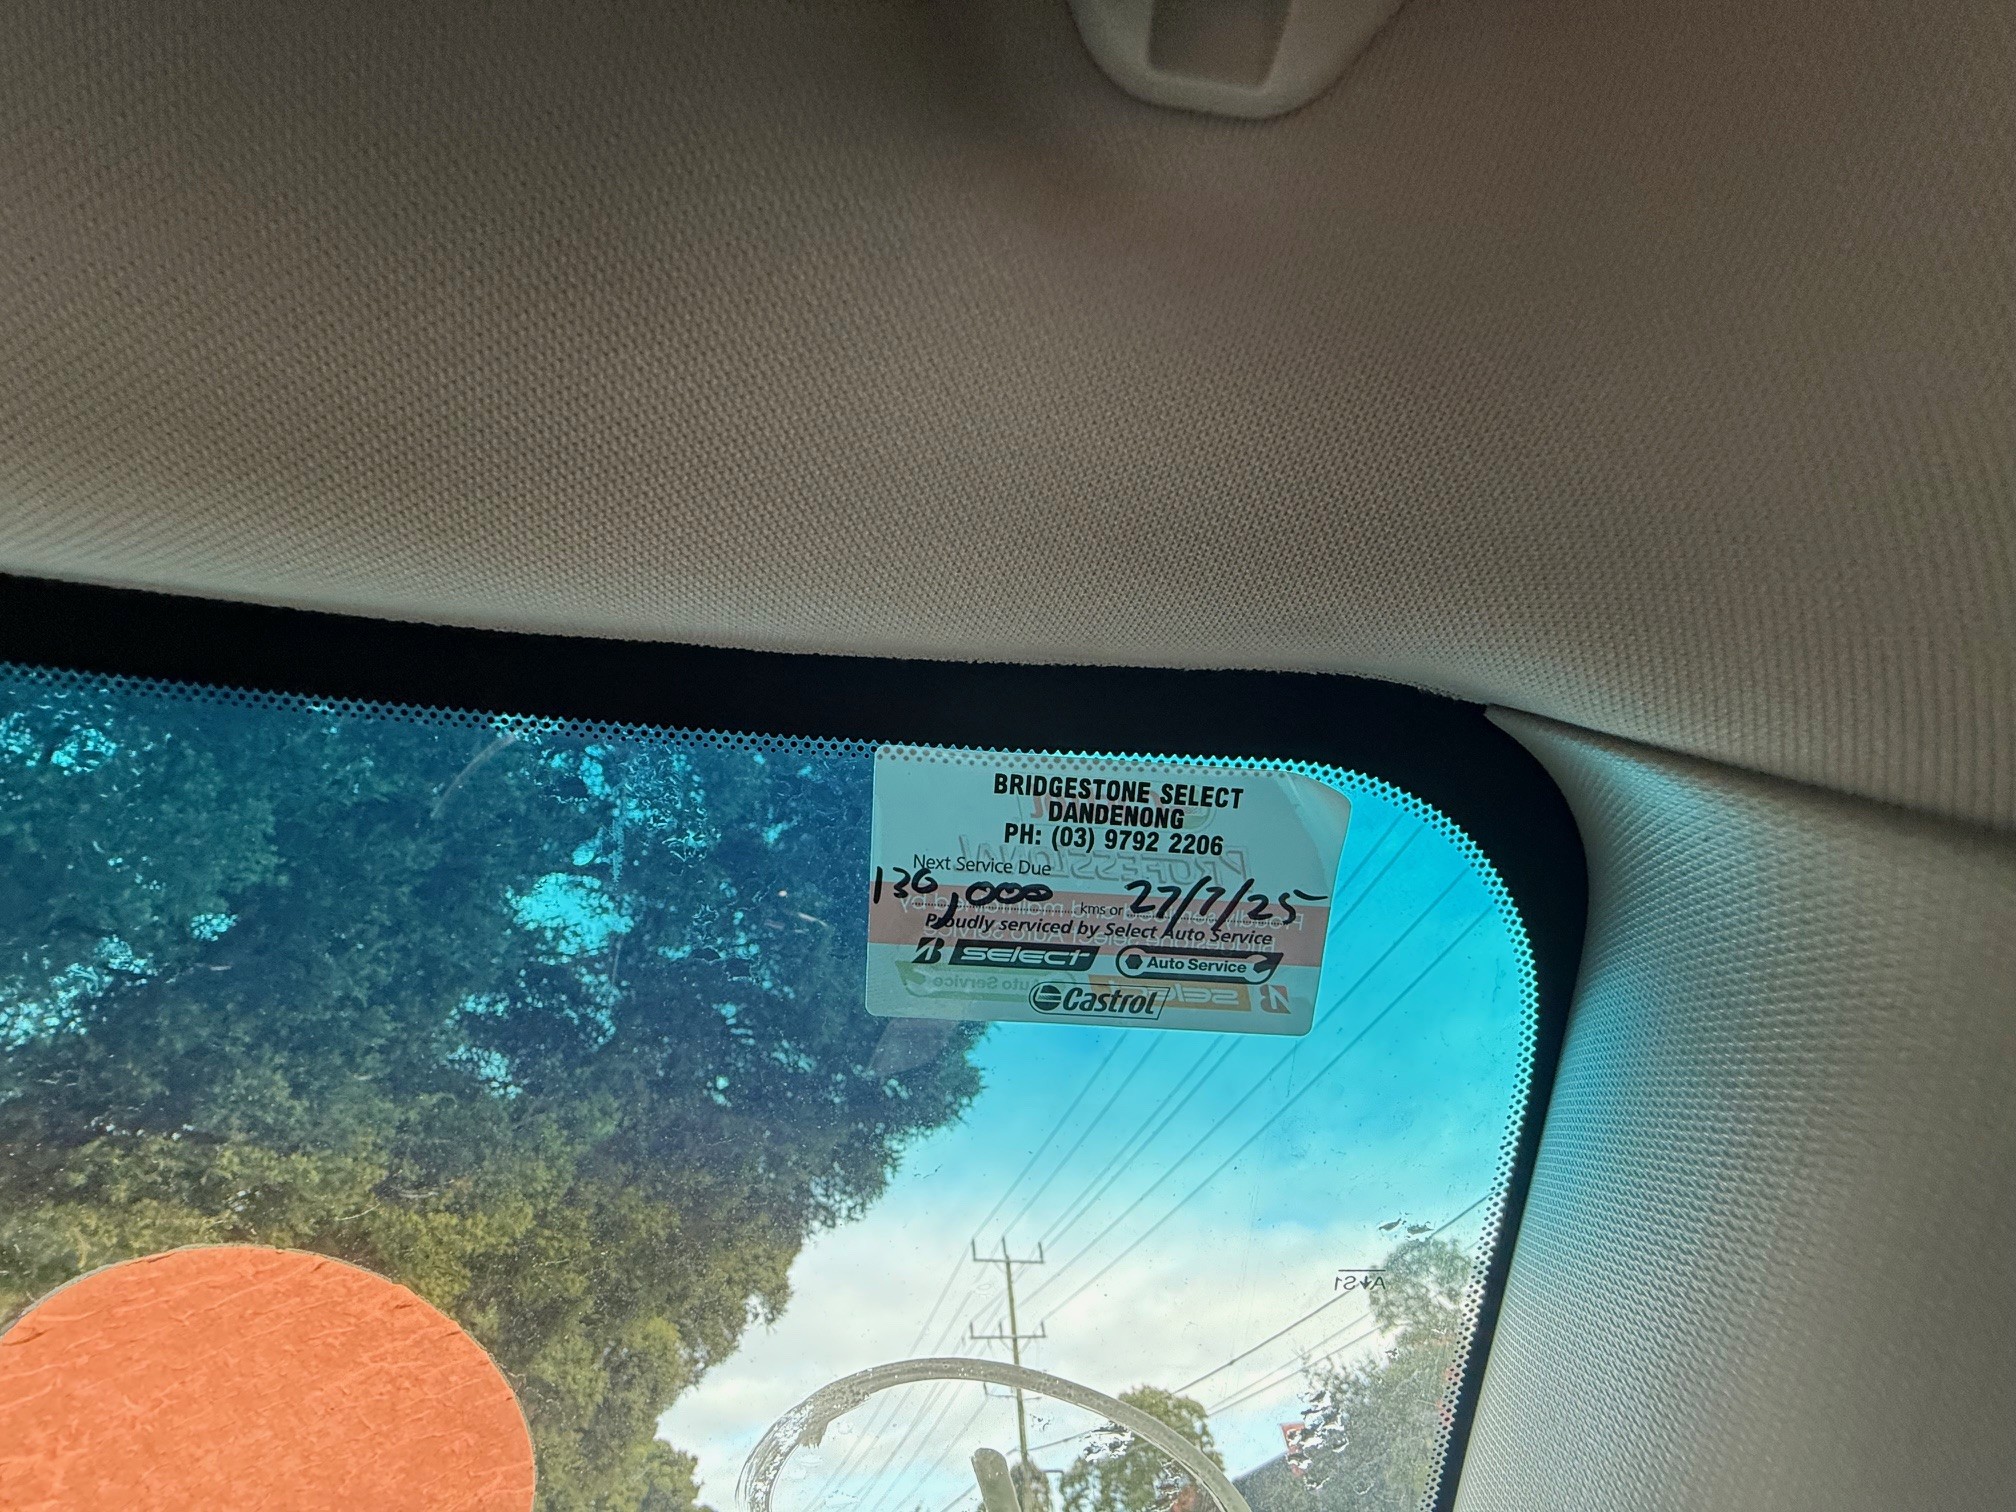 BRIDGESTONE SELECT
DANDENONG
PH: (03) 9792 2206
Next Service Due
130,000 kms or 27/7/25
Proudly serviced by Select Auto Service
select Auto Service
Castrol